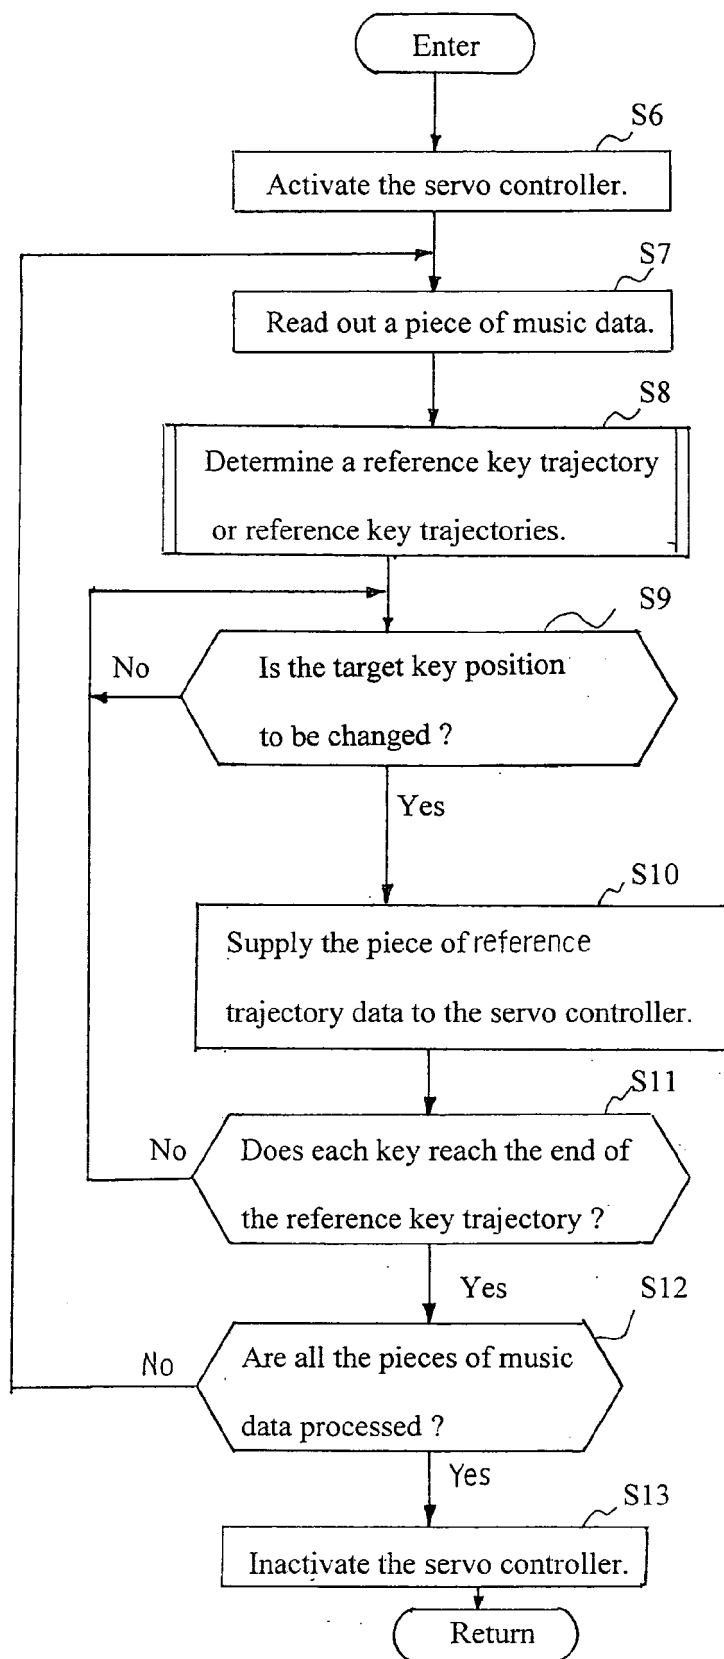 Enter
S6
Activate the servo controller.
S7
Read out a piece of music data.
S8
Determine a reference key trajectory
or reference key trajectories.
S9
No
Is the target key position
to be changed ?
Yes
S10
Supply the piece of reference
trajectory data to the servo controller.
S11
No
Does each key reach the end of
the reference key trajectory ?
Yes
S12
No
Are all the pieces of music
data processed ?
Yes
S13
Inactivate the servo controller.
Return